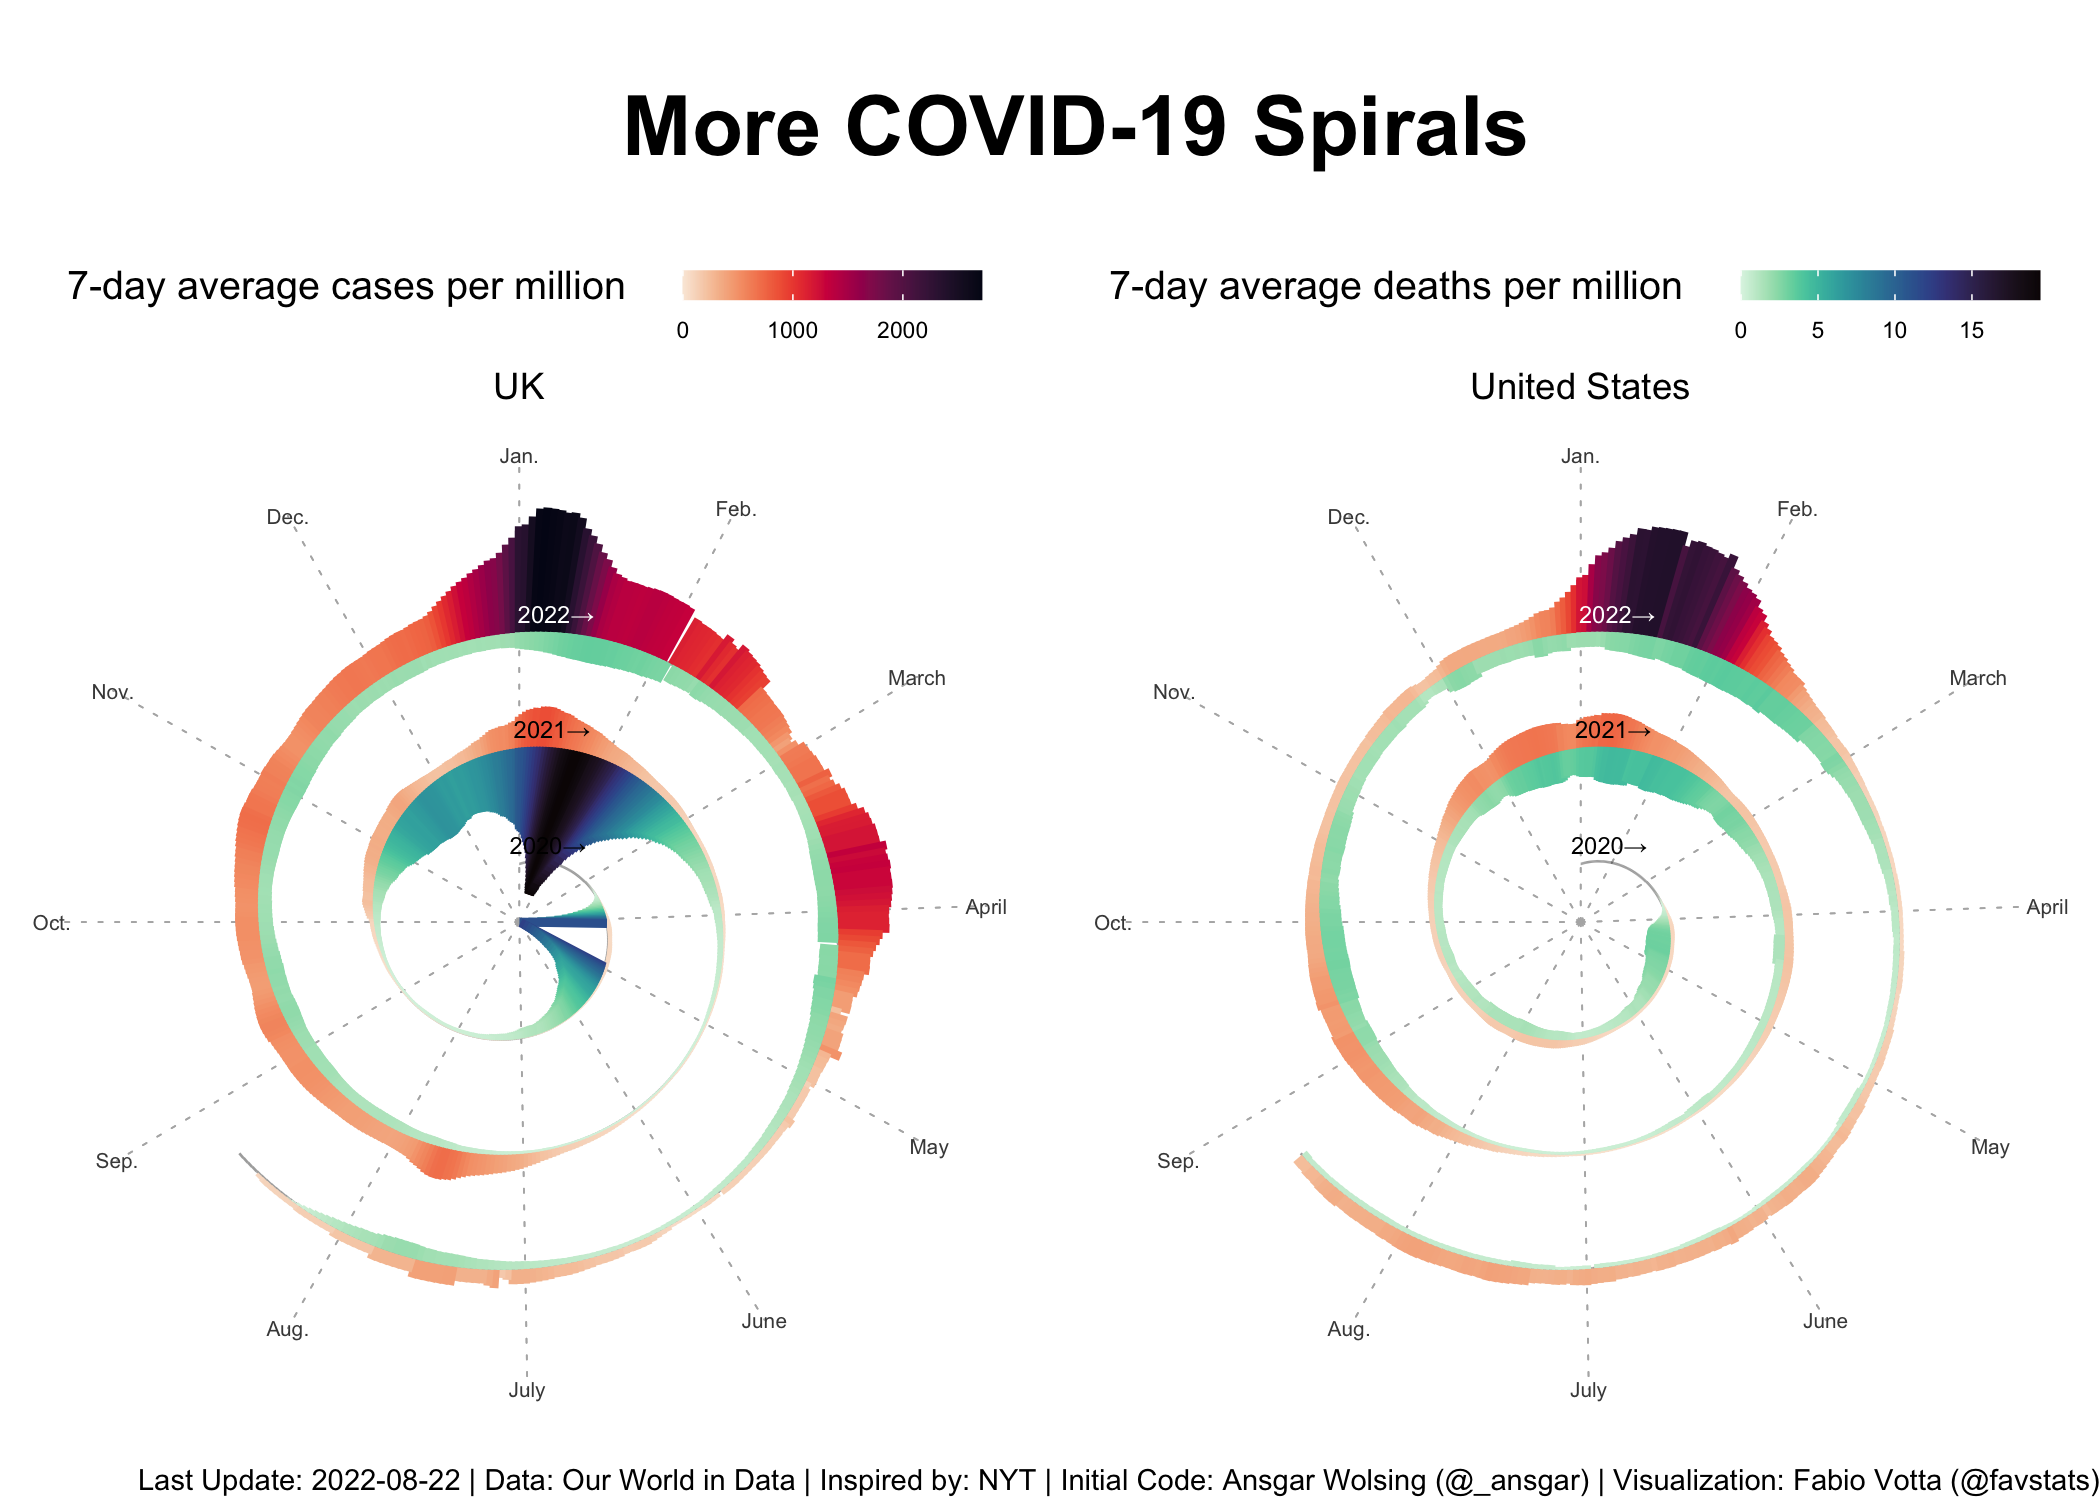 More COVID-19 Spirals
7-day average cases per million
0 1000 2000
7-day average deaths per million
0 5 10 15
UK
Jan.
Feb.
March
April
May
June
July
Aug.
Sep.
Oct.
Nov.
Dec.
2022→
2021→
2020→
United States
Jan.
Feb.
March
April
May
June
July
Aug.
Sep.
Oct.
Nov.
Dec.
2022→
2021→
2020→
Last Update: 2022-08-22 | Data: Our World in Data | Inspired by: NYT | Initial Code: Ansgar Wolsing (@_ansgar) | Visualization: Fabio Votta (@favstats)